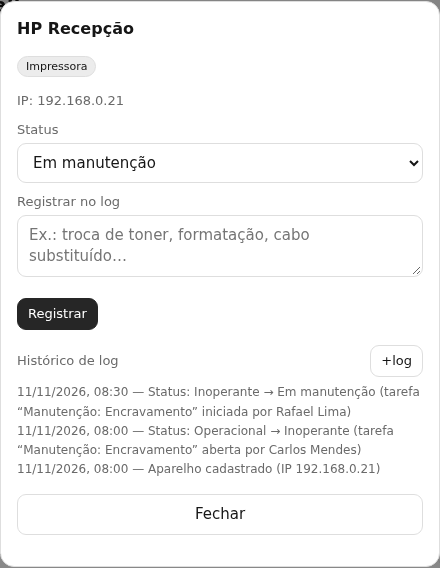 HP Recepção
Impressora
IP: 192.168.0.21
Status
Em manutenção
Registrar no log
Ex.: troca de toner, formatação, cabo
substituído...
Registrar
Histórico de log
+log
11/11/2026, 08:30 — Status: Inoperante → Em manutenção (tarefa
“Manutenção: Encravamento” iniciada por Rafael Lima)
11/11/2026, 08:00 — Status: Operacional → Inoperante (tarefa
“Manutenção: Encravamento” aberta por Carlos Mendes)
11/11/2026, 08:00 — Aparelho cadastrado (IP 192.168.0.21)
Fechar